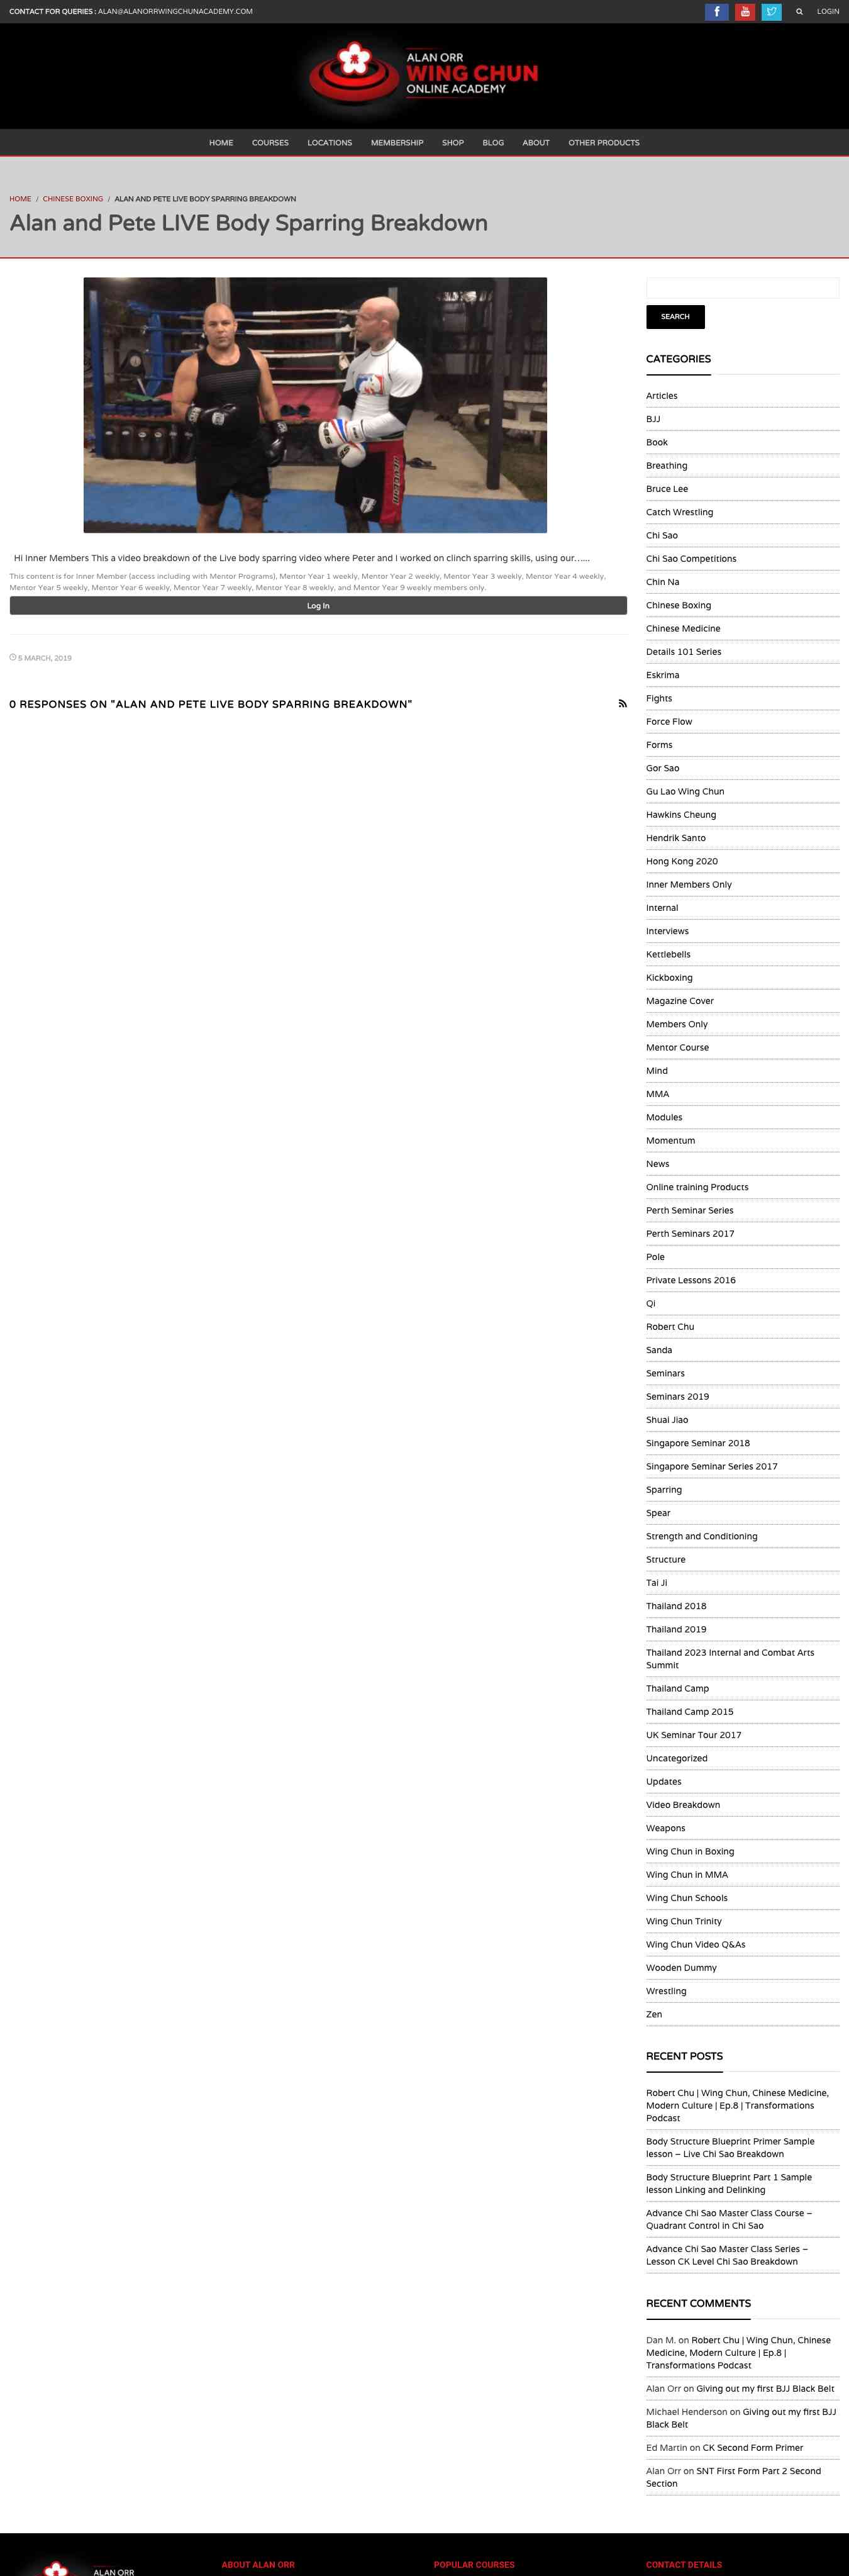 CONTACT FOR QUERIES : ALAN@ALANORRWINGCHUNACADEMY.COM
LOGIN
ALAN ORR
WING CHUN
ONLINE ACADEMY
HOME COURSES LOCATIONS MEMBERSHIP SHOP BLOG ABOUT OTHER PRODUCTS
HOME / CHINESE BOXING / ALAN AND PETE LIVE BODY SPARRING BREAKDOWN
Alan and Pete LIVE Body Sparring Breakdown
Hi Inner Members This a video breakdown of the Live body sparring video where Peter and I worked on clinch sparring skills, using our…...
This content is for Inner Member (access including with Mentor Programs), Mentor Year 1 weekly, Mentor Year 2 weekly, Mentor Year 3 weekly, Mentor Year 4 weekly,
Mentor Year 5 weekly, Mentor Year 6 weekly, Mentor Year 7 weekly, Mentor Year 8 weekly, and Mentor Year 9 weekly members only.
Log In
5 MARCH, 2019
0 RESPONSES ON "ALAN AND PETE LIVE BODY SPARRING BREAKDOWN"
SEARCH
CATEGORIES
Articles
BJJ
Book
Breathing
Bruce Lee
Catch Wrestling
Chi Sao
Chi Sao Competitions
Chin Na
Chinese Boxing
Chinese Medicine
Details 101 Series
Eskrima
Fights
Force Flow
Forms
Gor Sao
Gu Lao Wing Chun
Hawkins Cheung
Hendrik Santo
Hong Kong 2020
Inner Members Only
Internal
Interviews
Kettlebells
Kickboxing
Magazine Cover
Members Only
Mentor Course
Mind
MMA
Modules
Momentum
News
Online training Products
Perth Seminar Series
Perth Seminars 2017
Pole
Private Lessons 2016
Qi
Robert Chu
Sanda
Seminars
Seminars 2019
Shuai Jiao
Singapore Seminar 2018
Singapore Seminar Series 2017
Sparring
Spear
Strength and Conditioning
Structure
Tai Ji
Thailand 2018
Thailand 2019
Thailand 2023 Internal and Combat Arts
Summit
Thailand Camp
Thailand Camp 2015
UK Seminar Tour 2017
Uncategorized
Updates
Video Breakdown
Weapons
Wing Chun in Boxing
Wing Chun in MMA
Wing Chun Schools
Wing Chun Trinity
Wing Chun Video Q&As
Wooden Dummy
Wrestling
Zen
RECENT POSTS
Robert Chu | Wing Chun, Chinese Medicine,
Modern Culture | Ep.8 | Transformations
Podcast
Body Structure Blueprint Primer Sample
lesson – Live Chi Sao Breakdown
Body Structure Blueprint Part 1 Sample
lesson Linking and Delinking
Advance Chi Sao Master Class Course –
Quadrant Control in Chi Sao
Advance Chi Sao Master Class Series –
Lesson CK Level Chi Sao Breakdown
RECENT COMMENTS
Dan M. on Robert Chu | Wing Chun, Chinese
Medicine, Modern Culture | Ep.8 |
Transformations Podcast
Alan Orr on Giving out my first BJJ Black Belt
Michael Henderson on Giving out my first BJJ
Black Belt
Ed Martin on CK Second Form Primer
Alan Orr on SNT First Form Part 2 Second
Section
ALAN ORR
ABOUT ALAN ORR
POPULAR COURSES
CONTACT DETAILS